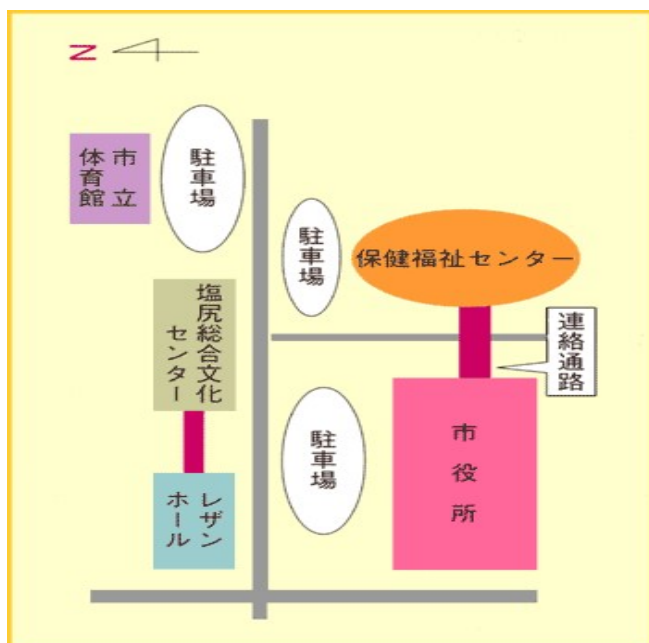 N
市立
体育館
駐車場
駐車場
保健福祉センター
塩尻総合文化
センター
連絡通路
駐車場
市役所
レザン
ホール